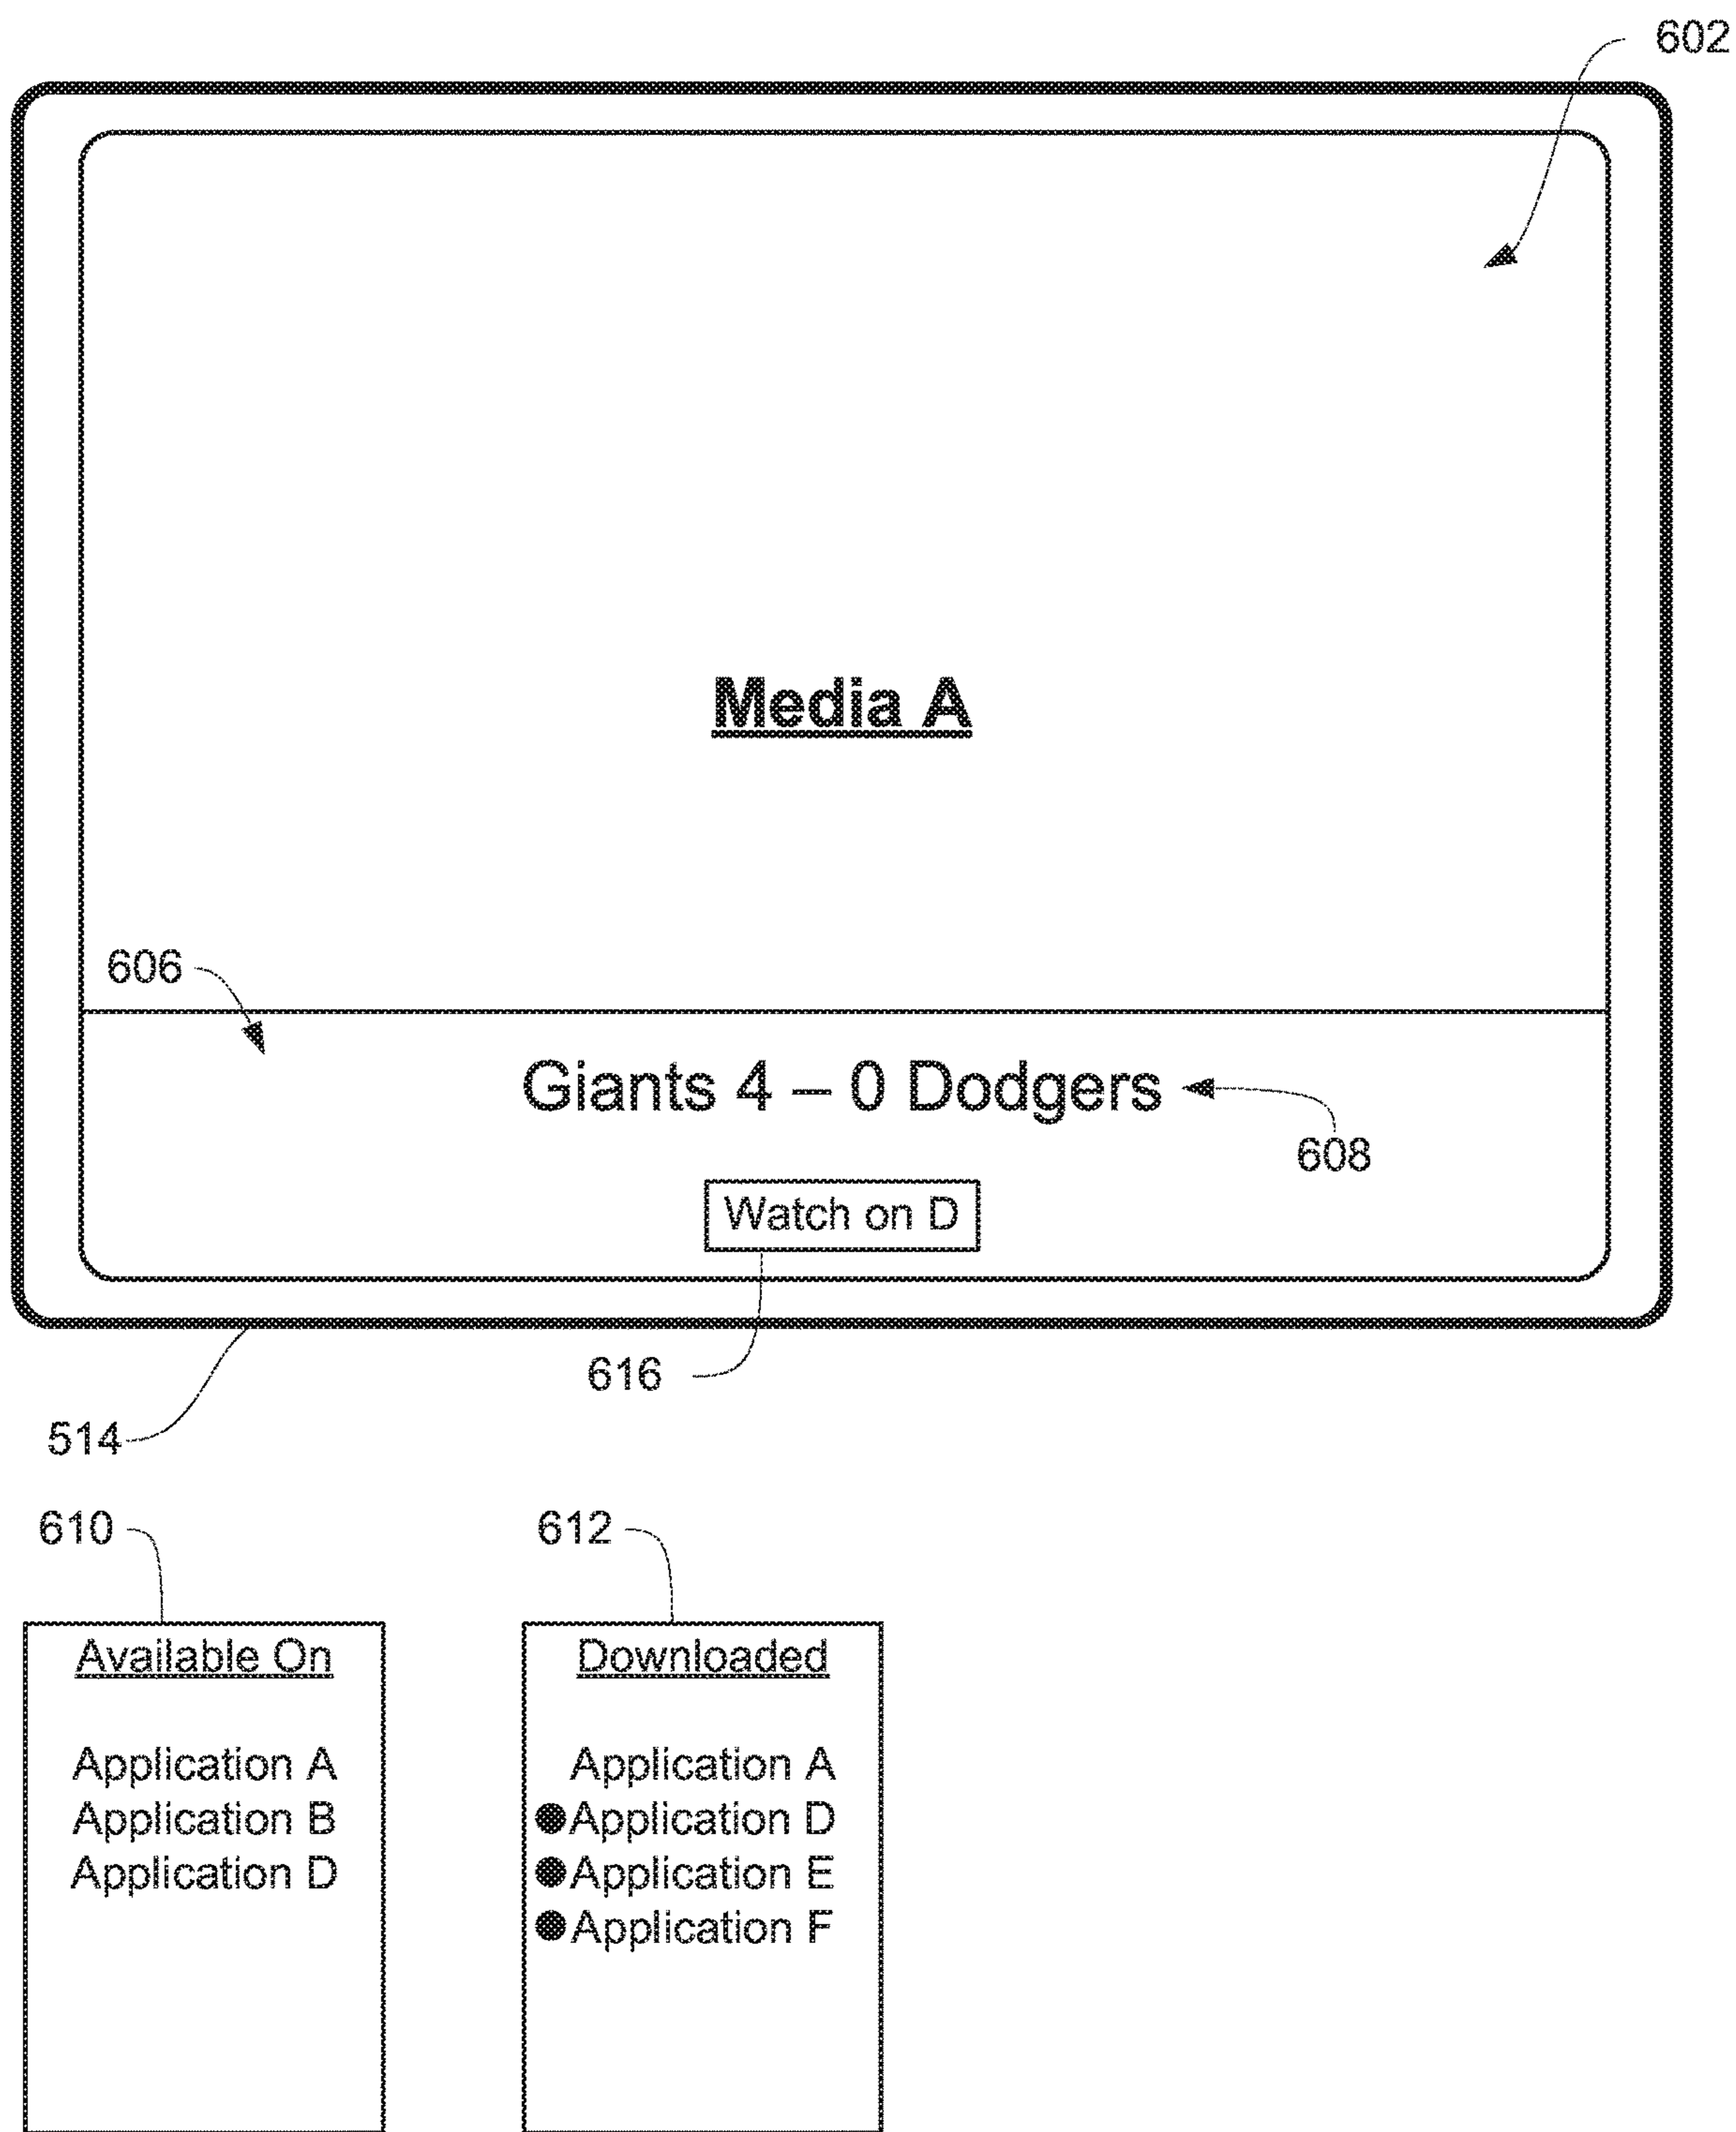 602
Media A
606
Giants 4 – 0 Dodgers
608
Watch on D
616
514
610
612
Available On
Application A
Application B
Application D
Downloaded
Application A
●Application D
●Application E
●Application F